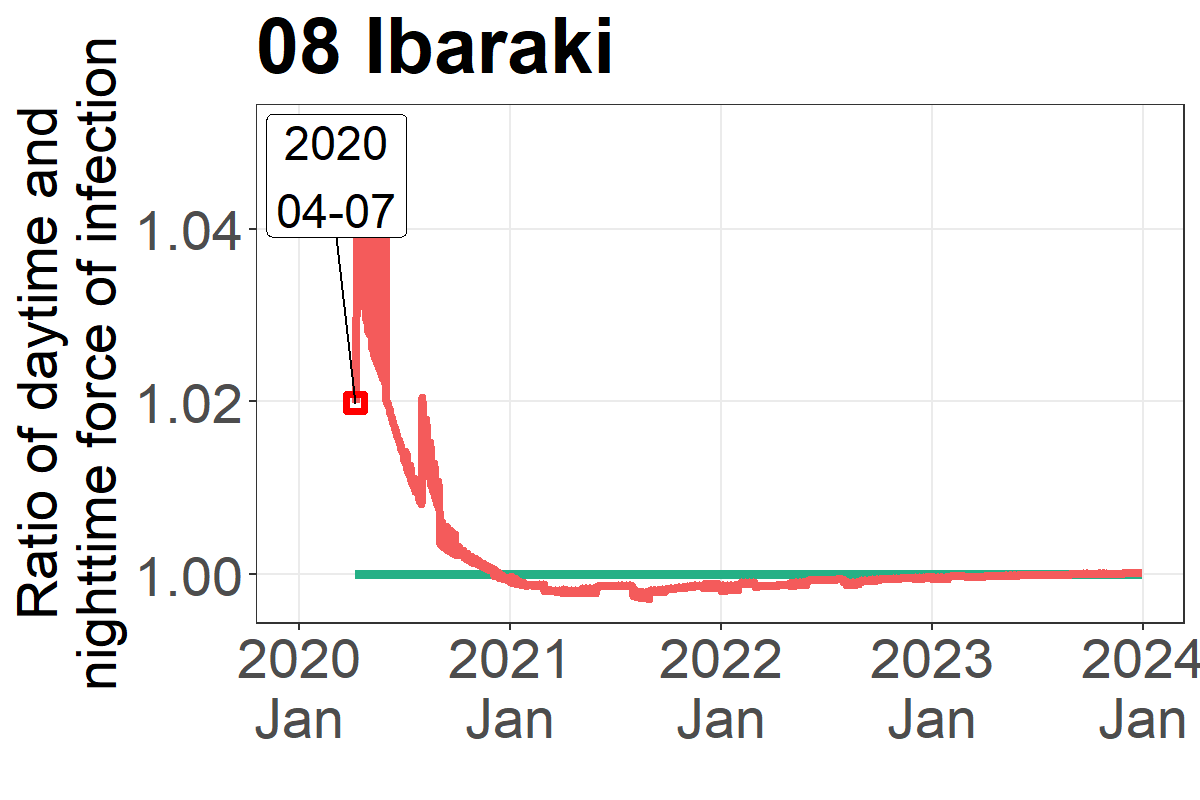 08 Ibaraki
Ratio of daytime and
nighttime force of infection
2020
04-07
1.04
1.02
1.00
2020
Jan
2021
Jan
2022
Jan
2023
Jan
2024
Jan